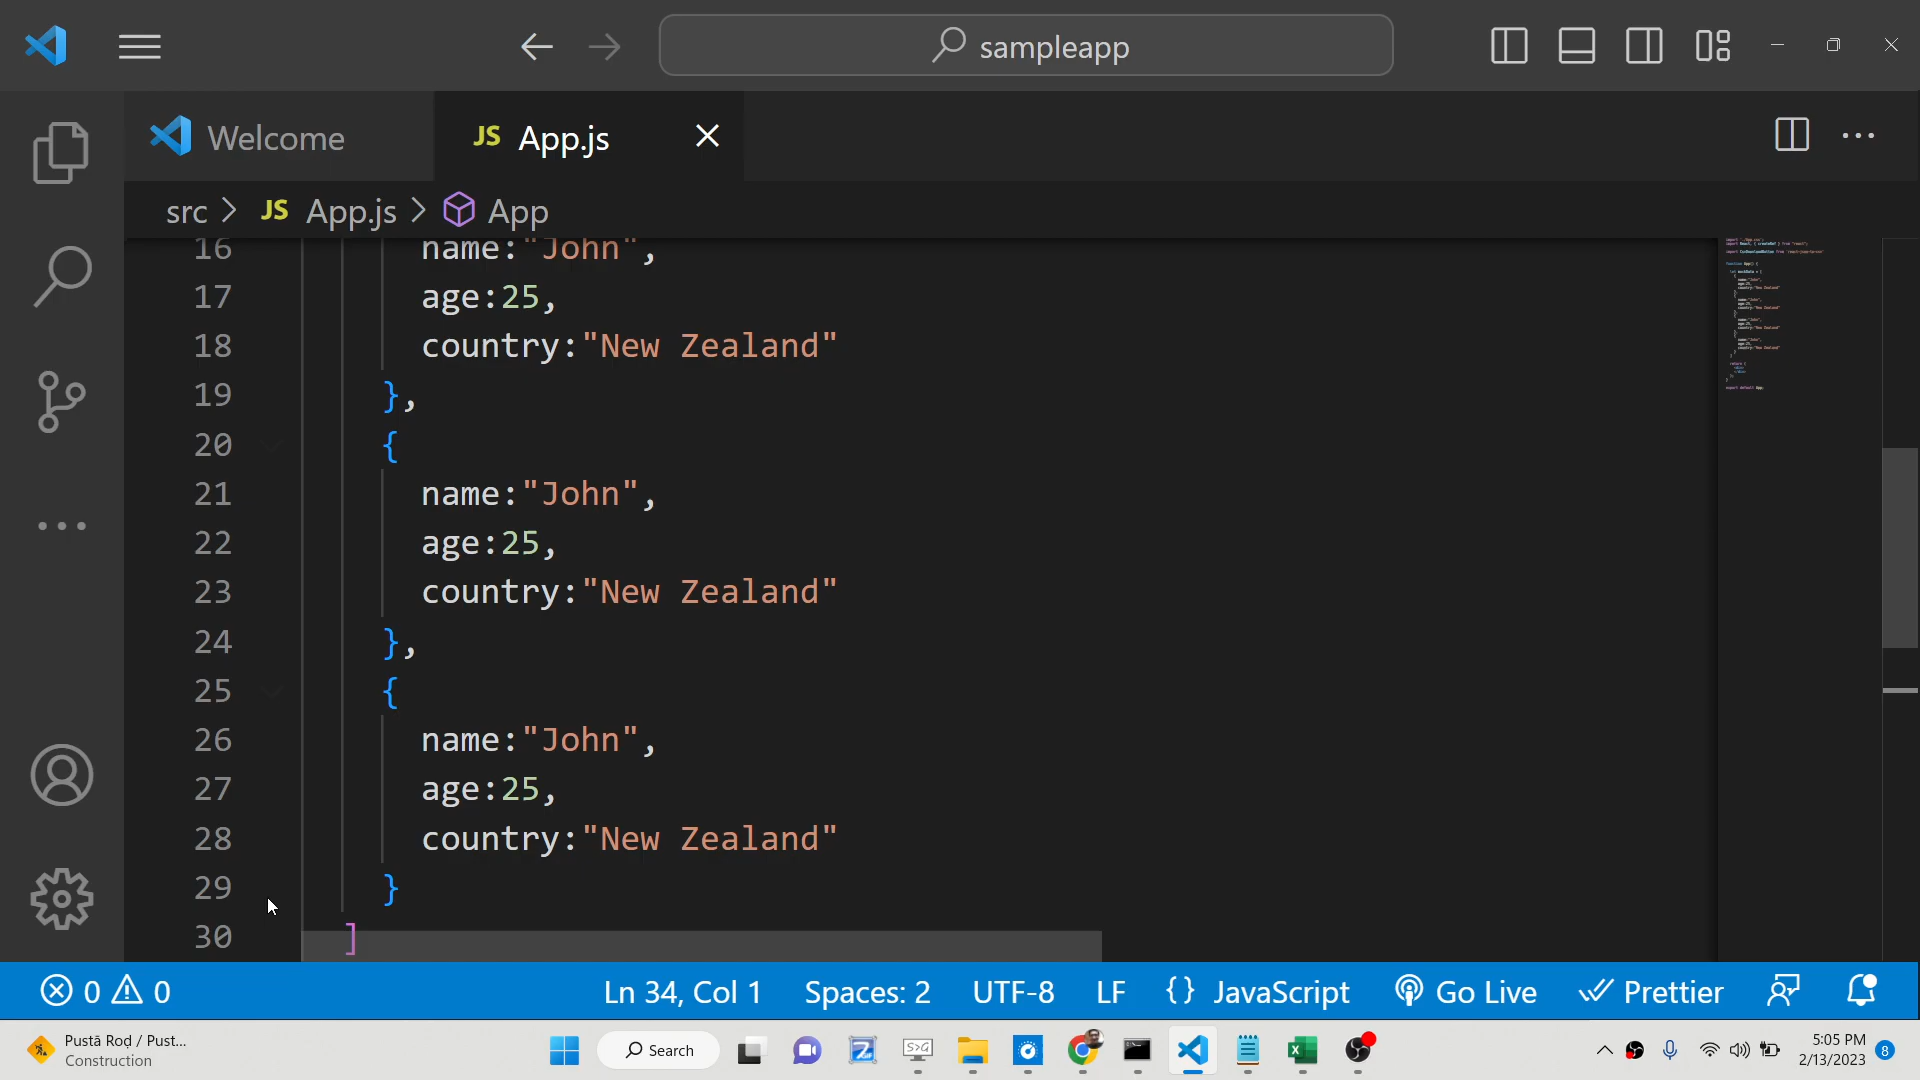 sampleapp
Welcome
JS App.js
src > JS App.js > App
16 name:"John",
17 age:25,
18 country:"New Zealand"
19 },
20 {
21 name:"John",
22 age:25,
23 country:"New Zealand"
24 },
25 {
26 name:"John",
27 age:25,
28 country:"New Zealand"
29 }
30 ]
0 0 Ln 34, Col 1 Spaces: 2 UTF-8 LF {} JavaScript Go Live Prettier
Pustā Roḍ / Pust...
Construction
Search
5:05 PM
2/13/2023
8